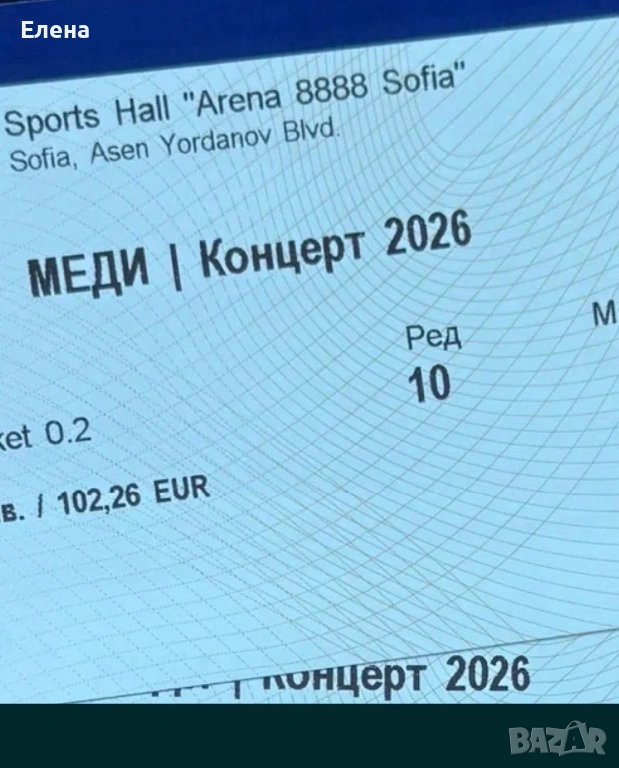 Елена
Sports Hall "Arena 8888 Sofia"
Sofia, Asen Yordanov Blvd.
МЕДИ | Концерт 2026
Ред
М
10
ket 0.2
в. / 102,26 EUR
| Концерт 2026
BAZAR